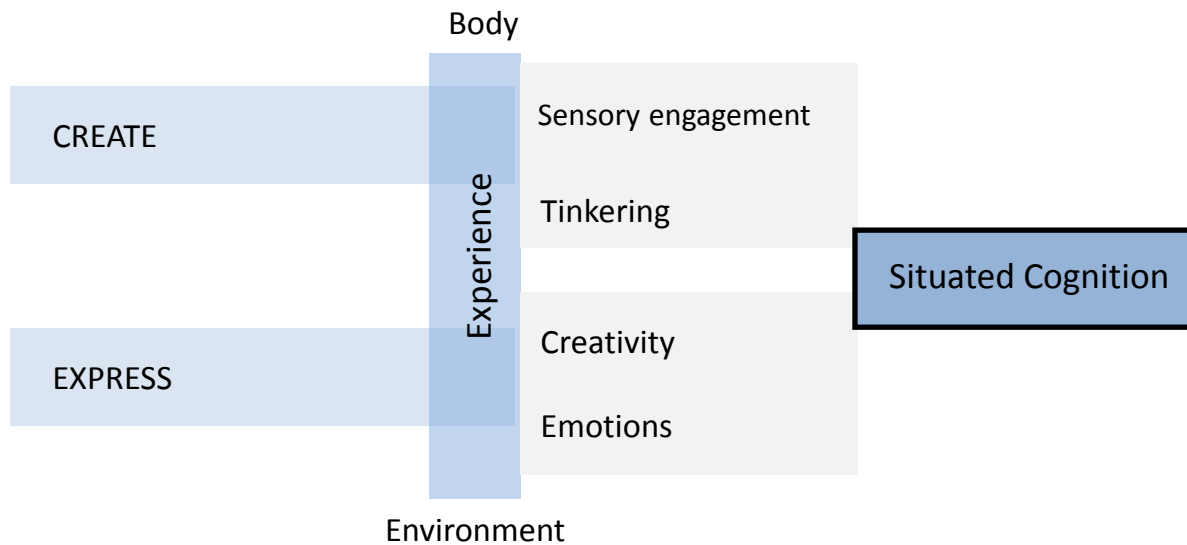 Body
CREATE
Sensory engagement
Tinkering
Experience
Situated Cognition
Creativity
EXPRESS
Emotions
Environment